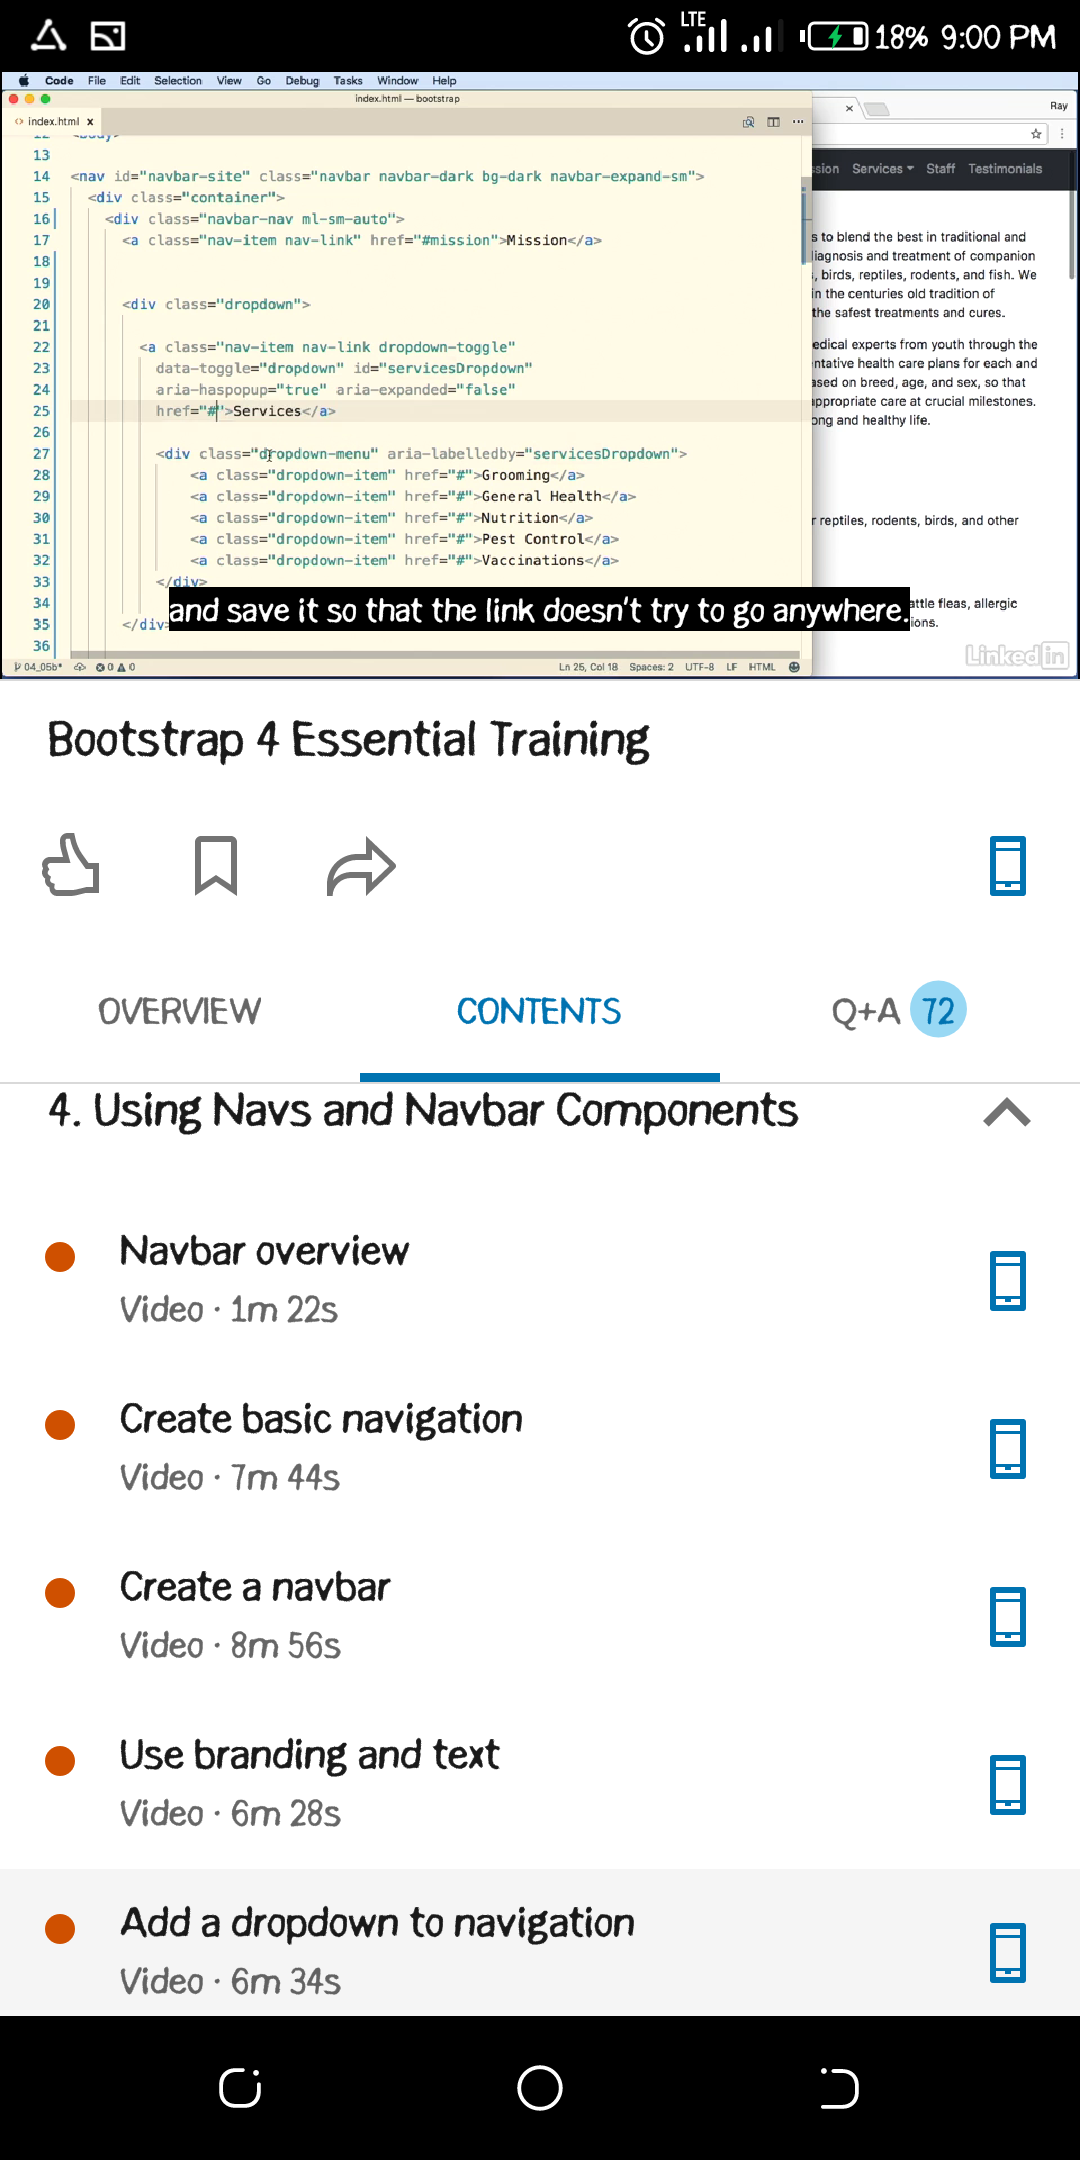 LTE
18% 9:00 PM
Code File Edit Selection View Go Debug Tasks Window Help
index.html — bootstrap
<> index.html x
Ray
12 <body>
13
14 <nav id="navbar-site" class="navbar navbar-dark bg-dark navbar-expand-sm">
15 <div class="container">
16 <div class="navbar-nav ml-sm-auto">
17 <a class="nav-item nav-link" href="#mission">Mission</a>
18
19
20 <div class="dropdown">
21
22 <a class="nav-item nav-link dropdown-toggle"
23 data-toggle="dropdown" id="servicesDropdown"
24 aria-haspopup="true" aria-expanded="false"
25 href="#">Services</a>
26
27 <div class="dropdown-menu" aria-labelledby="servicesDropdown">
28 <a class="dropdown-item" href="#">Grooming</a>
29 <a class="dropdown-item" href="#">General Health</a>
30 <a class="dropdown-item" href="#">Nutrition</a>
31 <a class="dropdown-item" href="#">Pest Control</a>
32 <a class="dropdown-item" href="#">Vaccinations</a>
33 </div>
34
35 </div>
36
04_05b* 0 0 Ln 25, Col 18 Spaces: 2 UTF-8 LF HTML
ssion Services Staff Testimonials
s to blend the best in traditional and
iagnosis and treatment of companion
, birds, reptiles, rodents, and fish. We
in the centuries old tradition of
the safest treatments and cures.
edical experts from youth through the
ntative health care plans for each and
ased on breed, age, and sex, so that
appropriate care at crucial milestones.
ong and healthy life.
r reptiles, rodents, birds, and other
attle fleas, allergic
ions.
and save it so that the link doesn't try to go anywhere.
Linked in
Bootstrap 4 Essential Training
OVERVIEW CONTENTS Q+A 72
4. Using Navs and Navbar Components
Navbar overview
Video · 1m 22s
Create basic navigation
Video · 7m 44s
Create a navbar
Video · 8m 56s
Use branding and text
Video · 6m 28s
Add a dropdown to navigation
Video · 6m 34s